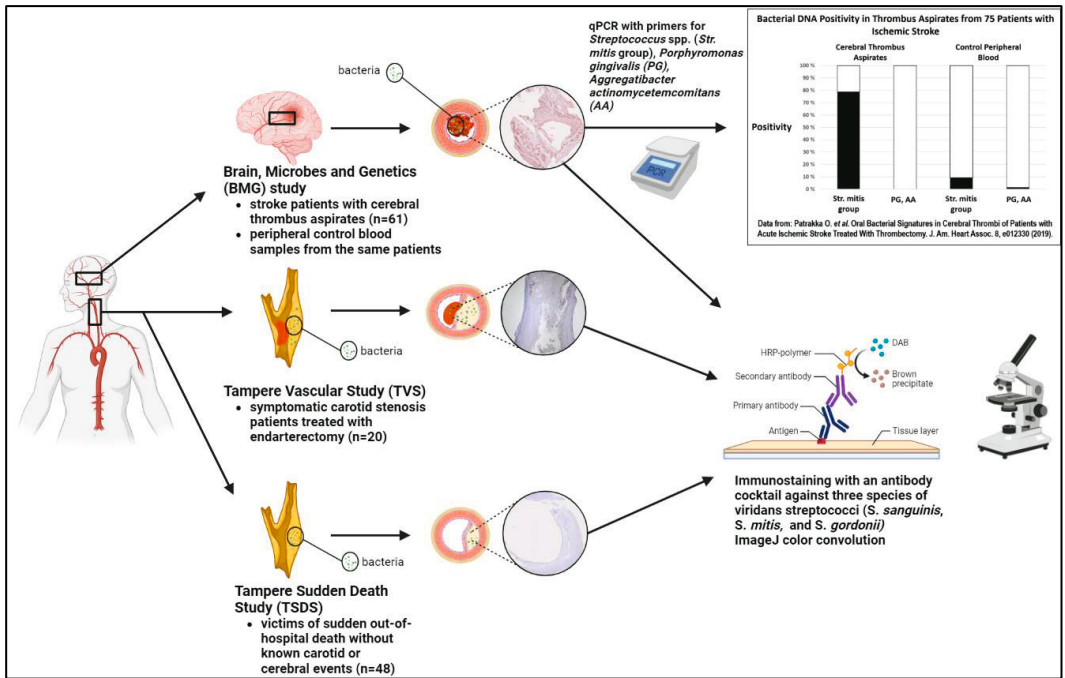 bacteria
qPCR with primers for
Streptococcus spp. (Str.
mitis group), Porphyromonas
gingivalis (PG),
Aggregatibacter
actinomycetemcomitans
(AA)
PCR
Bacterial DNA Positivity in Thrombus Aspirates from 75 Patients with
Ischemic Stroke
Cerebral Thrombus
Aspirates
Control Peripheral
Blood
100 %
90 %
80 %
70 %
60 %
50 %
40 %
30 %
20 %
10 %
0 %
Positivity
Str. mitis
group
PG, AA
Str. mitis
group
PG, AA
Data from: Patrakka O. et al. Oral Bacterial Signatures in Cerebral Thrombi of Patients with
Acute Ischemic Stroke Treated With Thrombectomy. J. Am. Heart Assoc. 8, e012330 (2019).
Brain, Microbes and Genetics
(BMG) study
• stroke patients with cerebral
thrombus aspirates (n=61)
• peripheral control blood
samples from the same patients
bacteria
Tampere Vascular Study (TVS)
• symptomatic carotid stenosis
patients treated with
endarterectomy (n=20)
HRP-polymer
DAB
Secondary antibody
Brown
precipitate
Primary antibody
Antigen
Tissue layer
Immunostaining with an antibody
cocktail against three species of
viridans streptococci (S. sanguinis,
S. mitis, and S. gordonii)
ImageJ color convolution
bacteria
Tampere Sudden Death
Study (TSDS)
• victims of sudden out-of-
hospital death without
known carotid or
cerebral events (n=48)